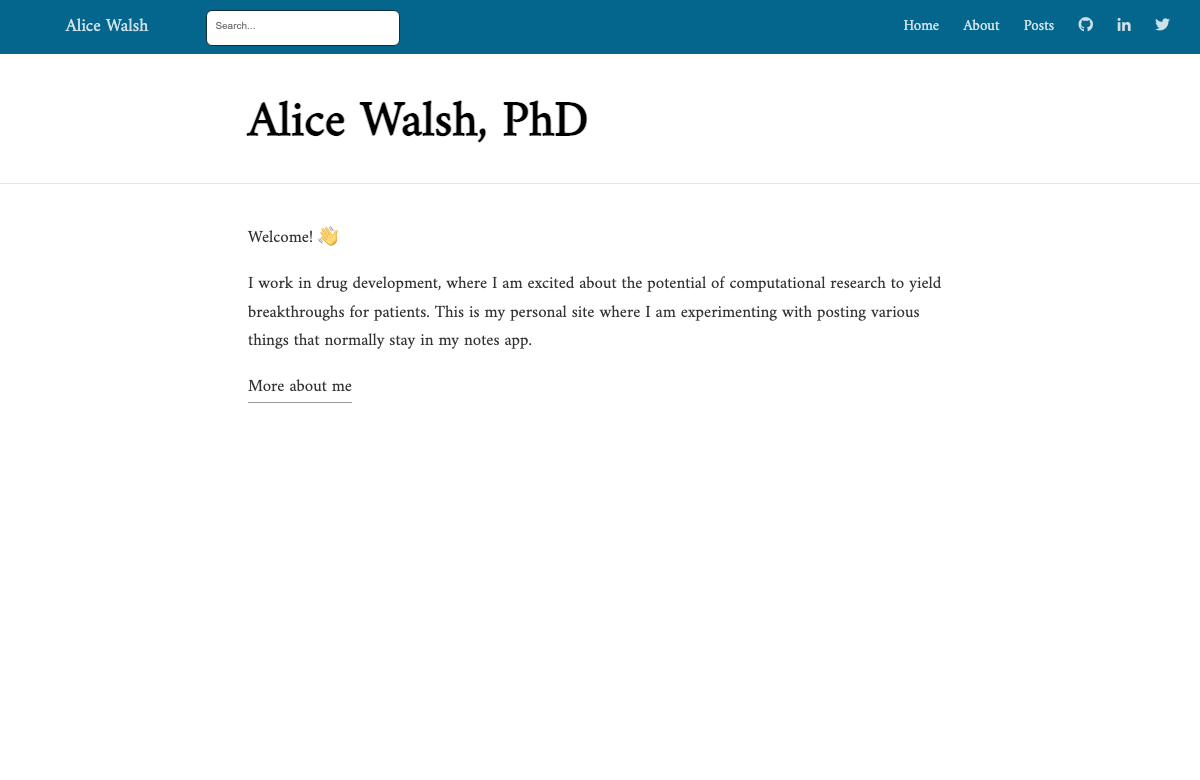 Alice Walsh
Search...
Home About Posts
Alice Walsh, PhD
Welcome! 👋
I work in drug development, where I am excited about the potential of computational research to yield
breakthroughs for patients. This is my personal site where I am experimenting with posting various
things that normally stay in my notes app.
More about me